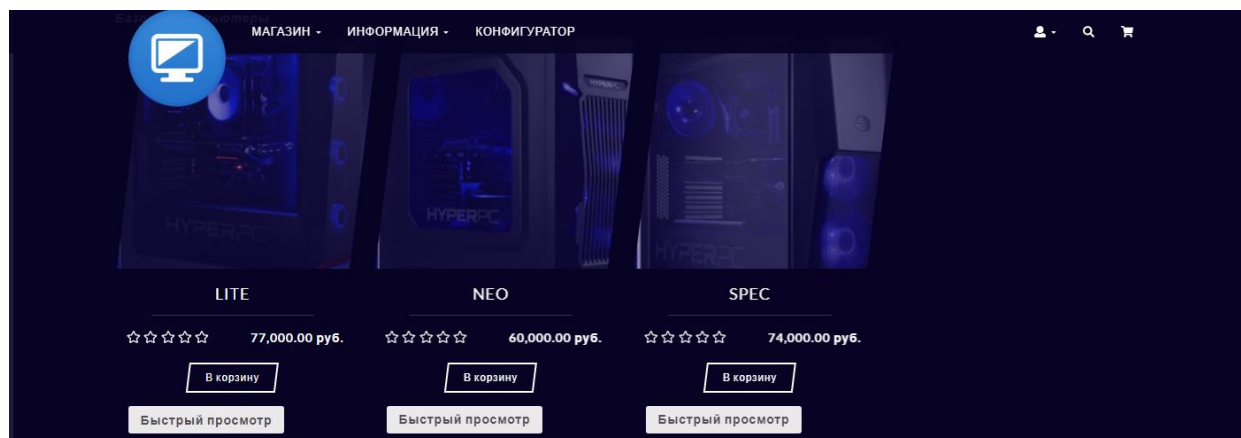 МАГАЗИН ИНФОРМАЦИЯ КОНФИГУРАТОР
HYPERPC
HYPERPC
HYPERPC
HYPERPC
LITE NEO SPEC
77,000.00 руб. 60,000.00 руб. 74,000.00 руб.
В корзину В корзину В корзину
Быстрый просмотр Быстрый просмотр Быстрый просмотр